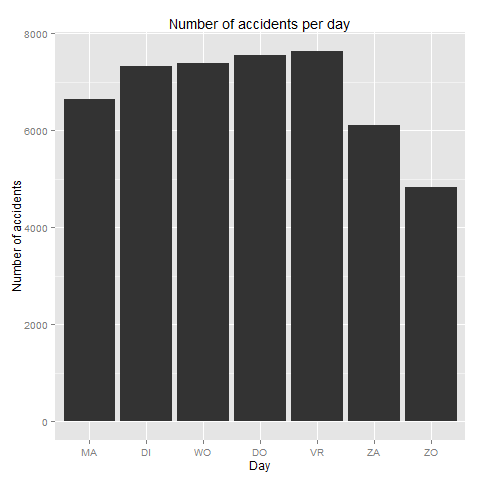 Number of accidents per day
Number of accidents
8000
6000
4000
2000
0
MA DI WO DO VR ZA ZO
Day